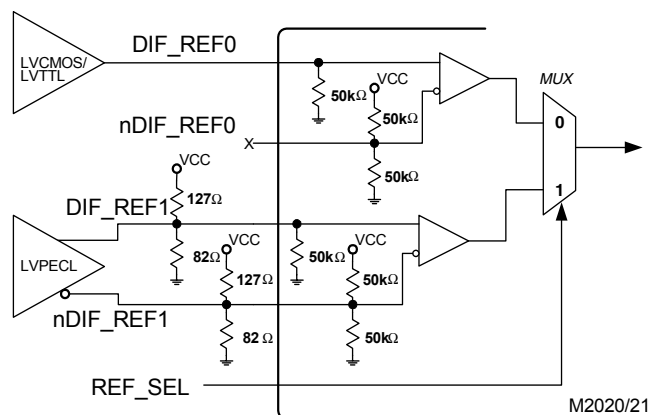 LVCMOS/
LVTTL
DIF_REF0
50kΩ
VCC
50kΩ
MUX
0
nDIF_REF0
X
50kΩ
VCC
127Ω
1
DIF_REF1
LVPECL
82Ω
VCC
127Ω
50kΩ
VCC
50kΩ
nDIF_REF1
82 Ω
50kΩ
REF_SEL
M2020/21